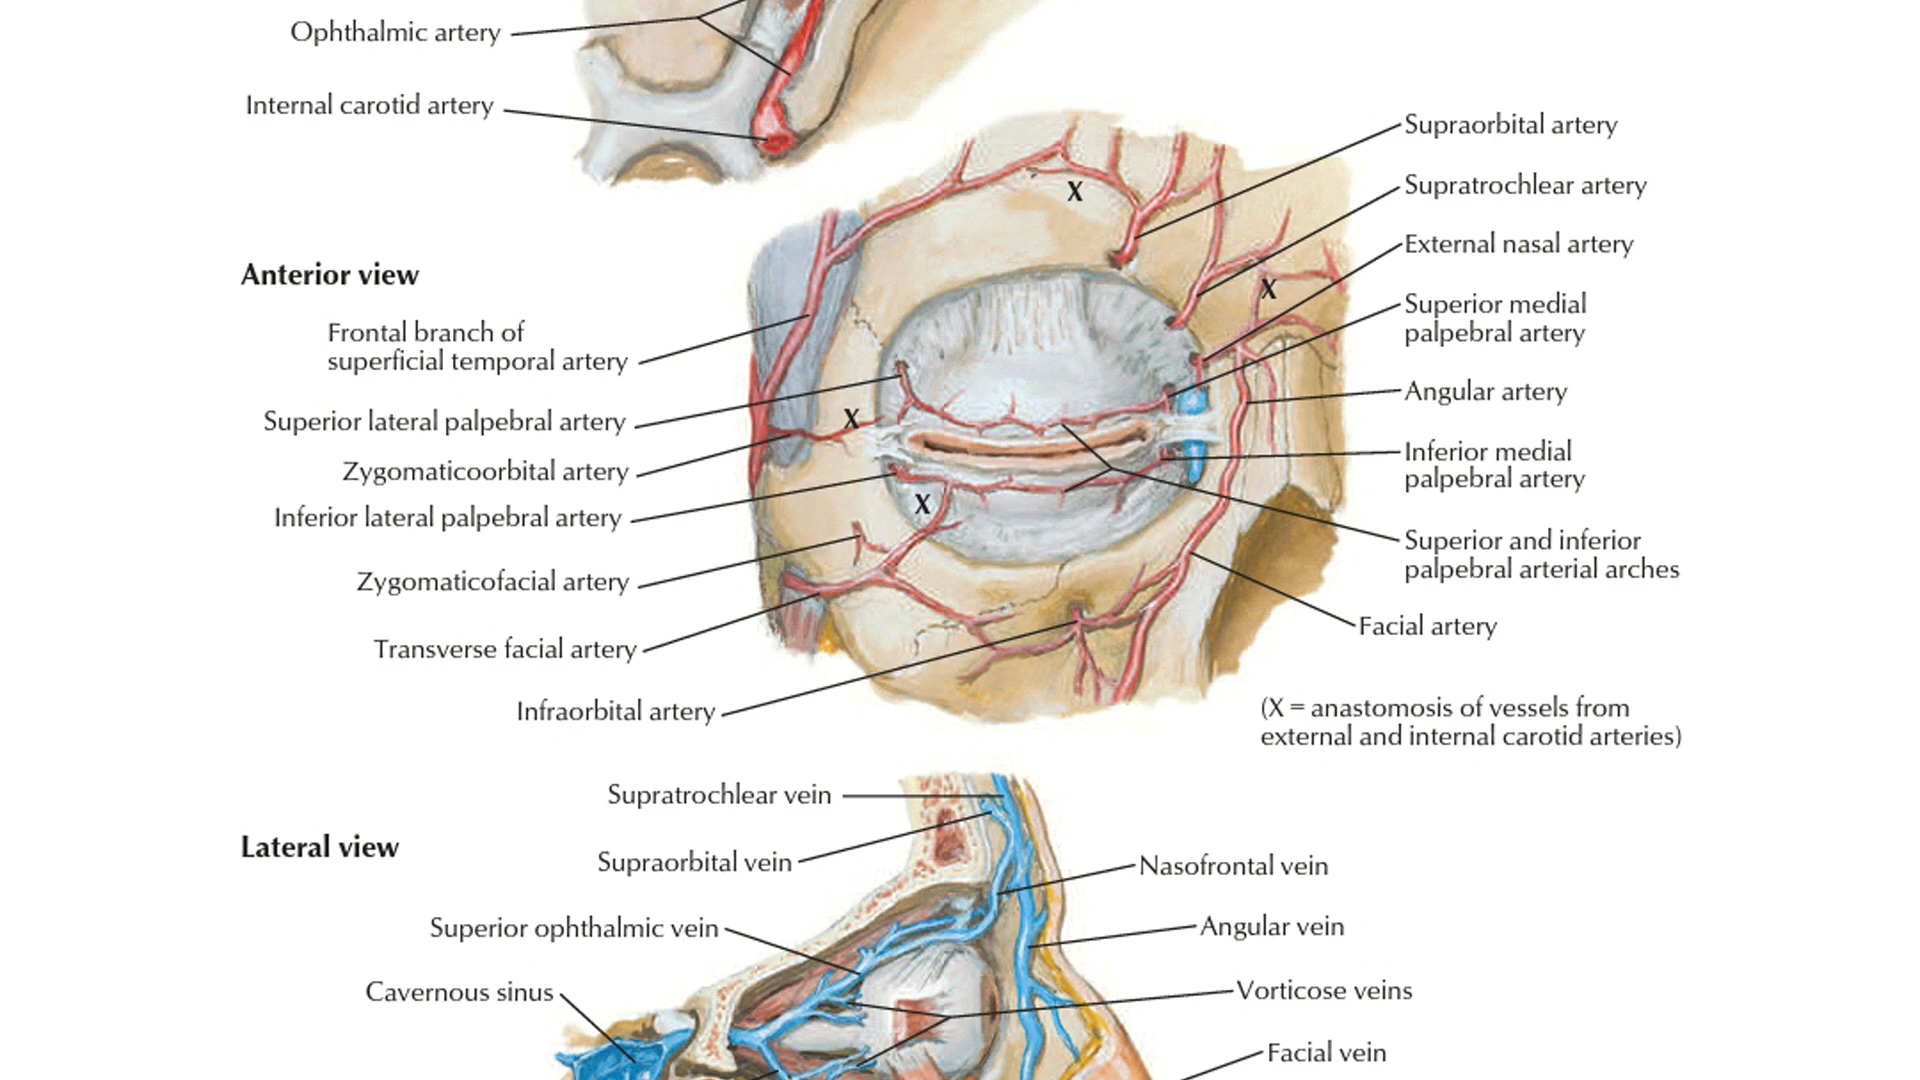 Ophthalmic artery
Internal carotid artery
Anterior view
Frontal branch of
superficial temporal artery
Superior lateral palpebral artery
Zygomaticoorbital artery
Inferior lateral palpebral artery
Zygomaticofacial artery
Transverse facial artery
Infraorbital artery
X
X
X
X
Supraorbital artery
Supratrochlear artery
External nasal artery
Superior medial
palpebral artery
Angular artery
Inferior medial
palpebral artery
Superior and inferior
palpebral arterial arches
Facial artery
(X = anastomosis of vessels from
external and internal carotid arteries)
Lateral view
Supratrochlear vein
Supraorbital vein
Superior ophthalmic vein
Cavernous sinus
Nasofrontal vein
Angular vein
Vorticose veins
Facial vein